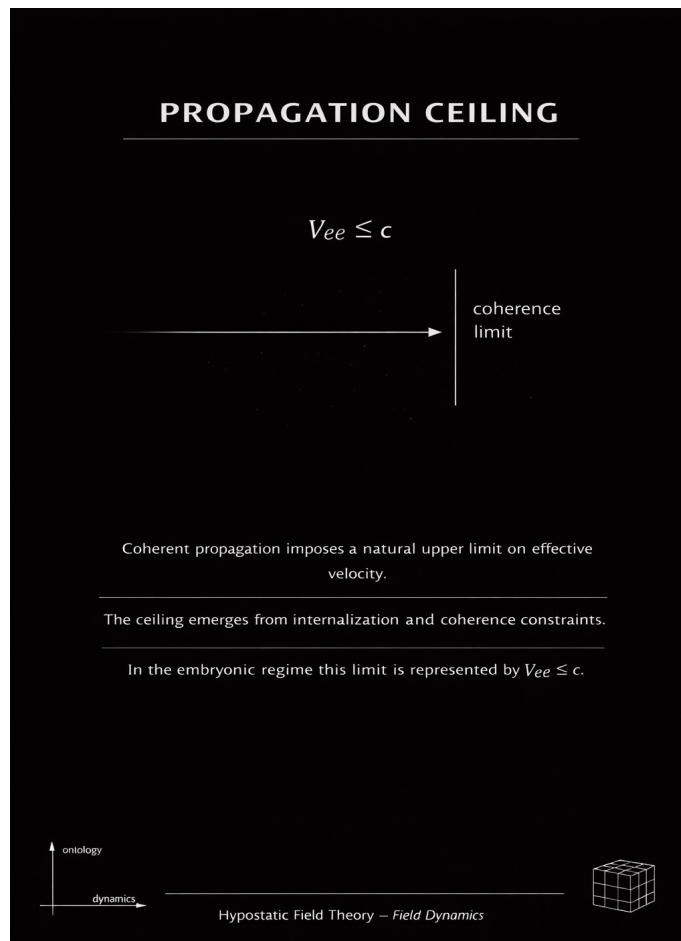 PROPAGATION CEILING
Vee ≤ c
coherence
limit
Coherent propagation imposes a natural upper limit on effective
velocity.
The ceiling emerges from internalization and coherence constraints.
In the embryonic regime this limit is represented by Vee ≤ c.
ontology
dynamics
Hypostatic Field Theory – Field Dynamics